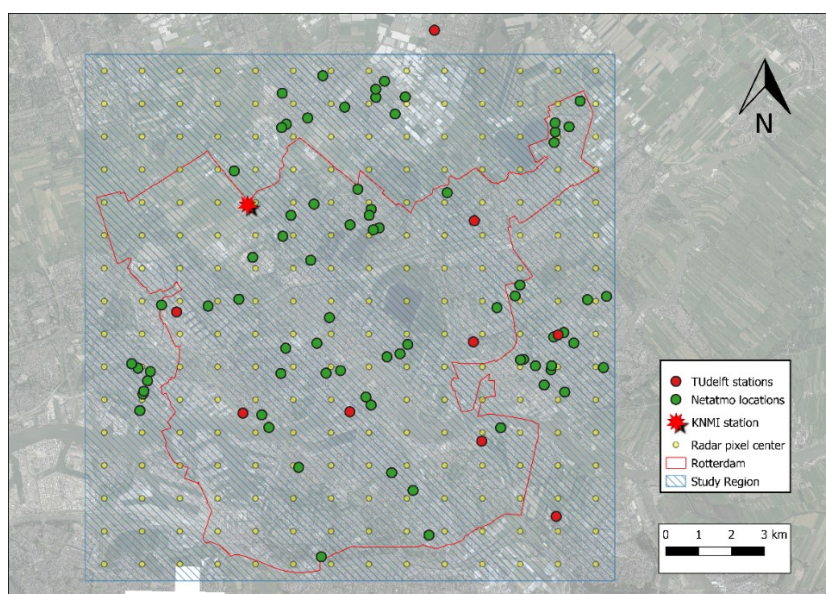 N
TUdelft stations
Netatmo locations
KNMI station
Radar pixel center
Rotterdam
Study Region
0 1 2 3 km